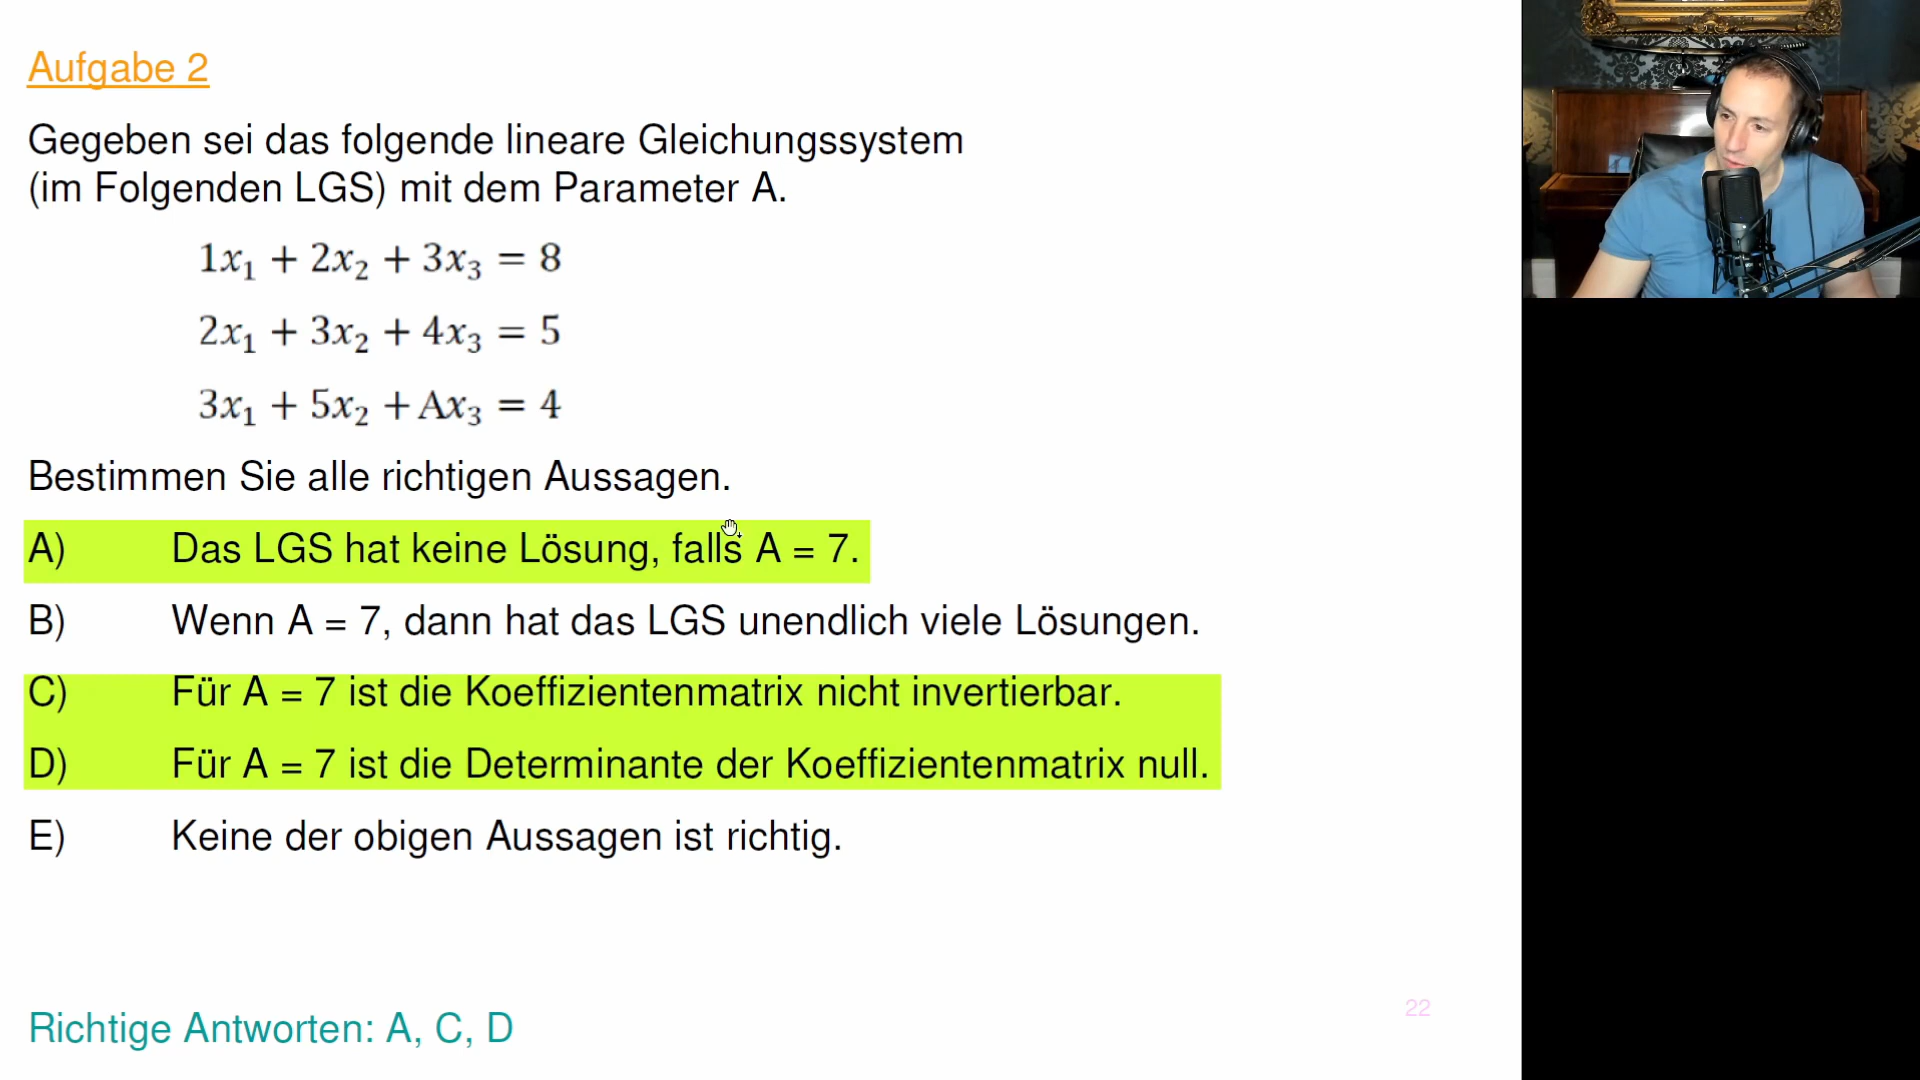 Aufgabe 2
Gegeben sei das folgende lineare Gleichungssystem
(im Folgenden LGS) mit dem Parameter A.
1x₁ + 2x₂ + 3x₃ = 8
2x₁ + 3x₂ + 4x₃ = 5
3x₁ + 5x₂ + Ax₃ = 4
Bestimmen Sie alle richtigen Aussagen.
A) Das LGS hat keine Lösung, falls A = 7.
B) Wenn A = 7, dann hat das LGS unendlich viele Lösungen.
C) Für A = 7 ist die Koeffizientenmatrix nicht invertierbar.
D) Für A = 7 ist die Determinante der Koeffizientenmatrix null.
E) Keine der obigen Aussagen ist richtig.
22
Richtige Antworten: A, C, D